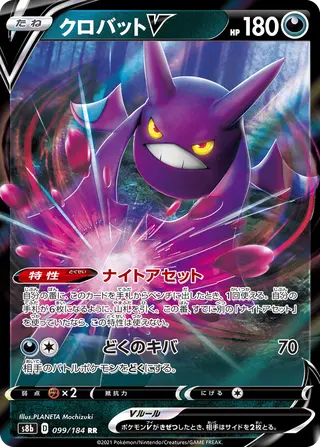 たね クロバットV HP 180
特性 とくせい ナイトアセット
自分の番に、このカードを手札からベンチに出したとき、1回使える。自分の
手札が6枚になるように、山札を引く。この番、すでに別の「ナイトアセット」
を使っていたなら、この特性は使えない。
どくのキバ 70
相手のバトルポケモンをどくにする。
弱点 ×2 抵抗力 にげる
Illus.PLANETA Mochizuki
Vルール
s8b D 099/184 RR
ポケモンVがきぜつしたとき、相手はサイドを2枚とる。
©2021 Pokémon/Nintendo/Creatures/GAME FREAK.